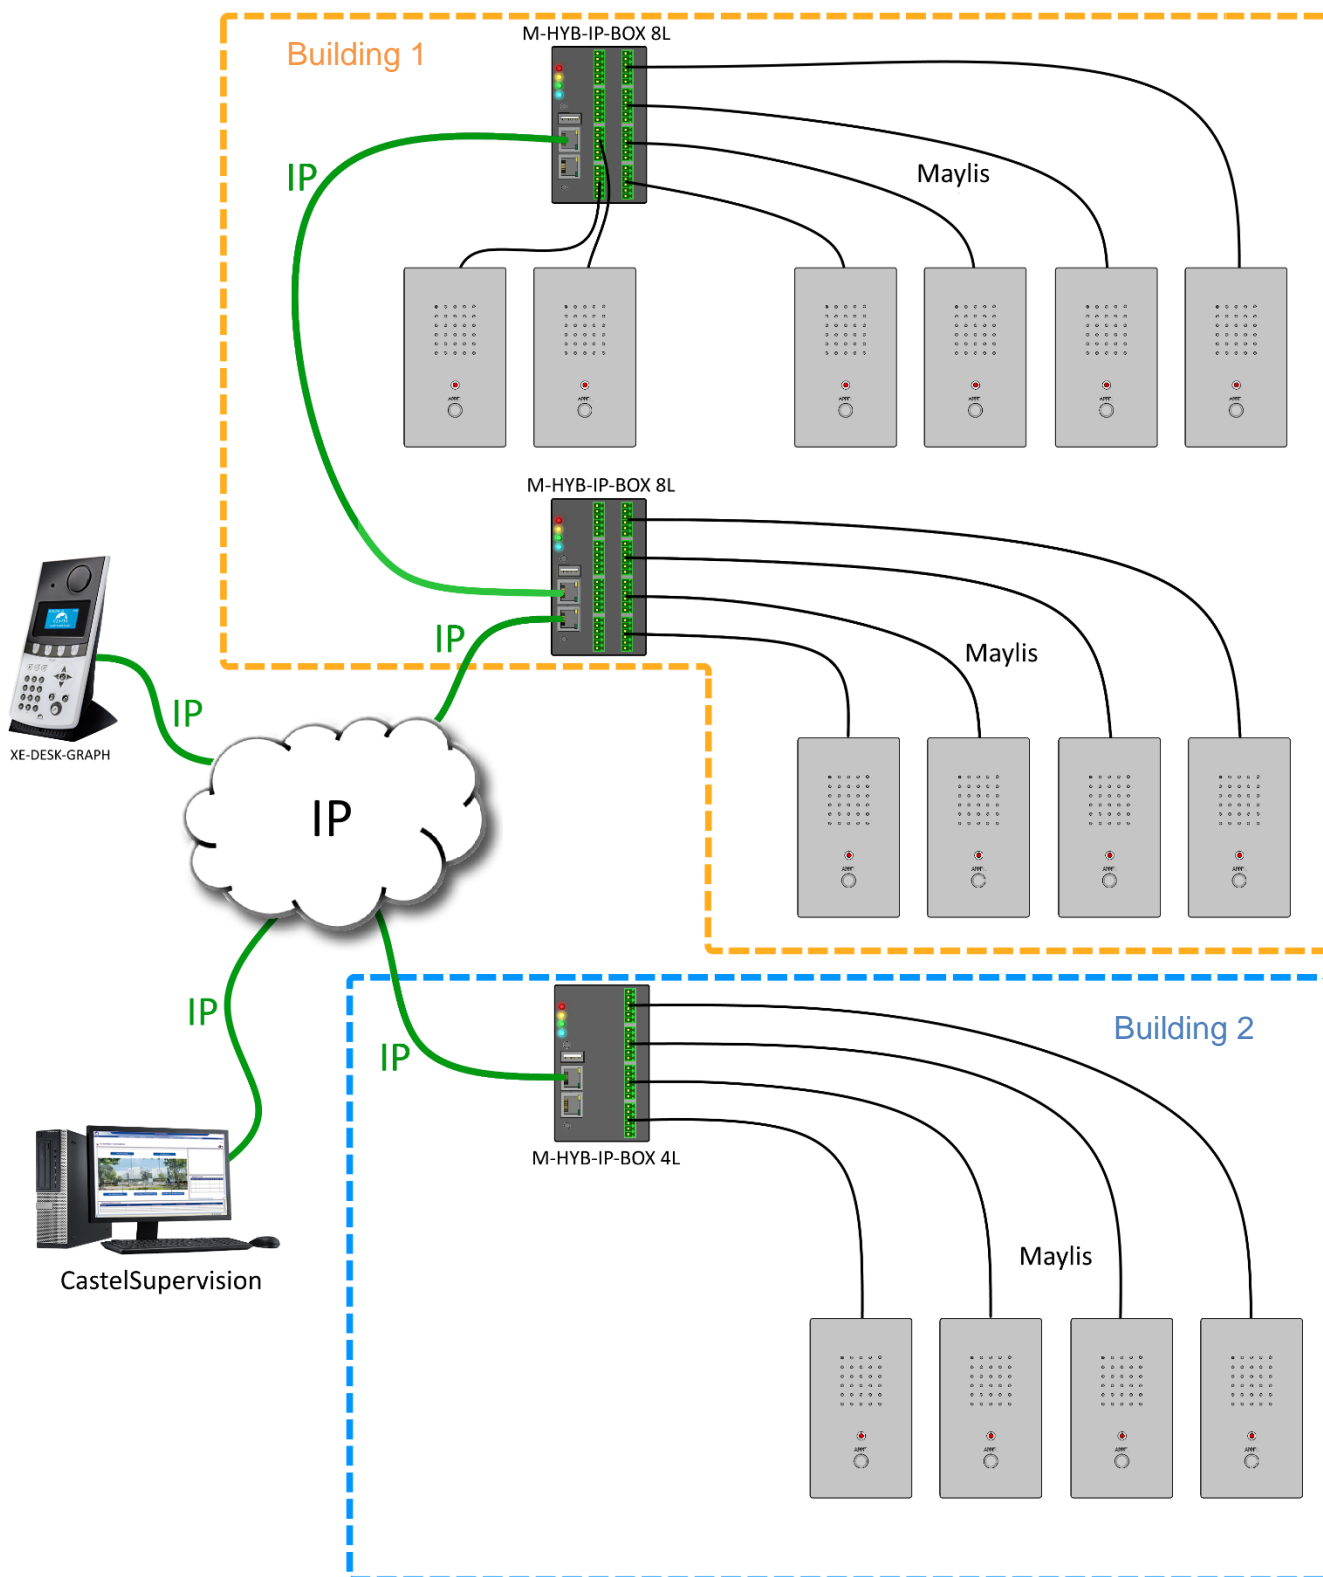 M-HYB-IP-BOX 8L
Building 1
IP
Maylis
M-HYB-IP-BOX 8L
IP
Maylis
IP
XE-DESK-GRAPH
IP
Building 2
IP
IP
M-HYB-IP-BOX 4L
Maylis
CastelSupervision